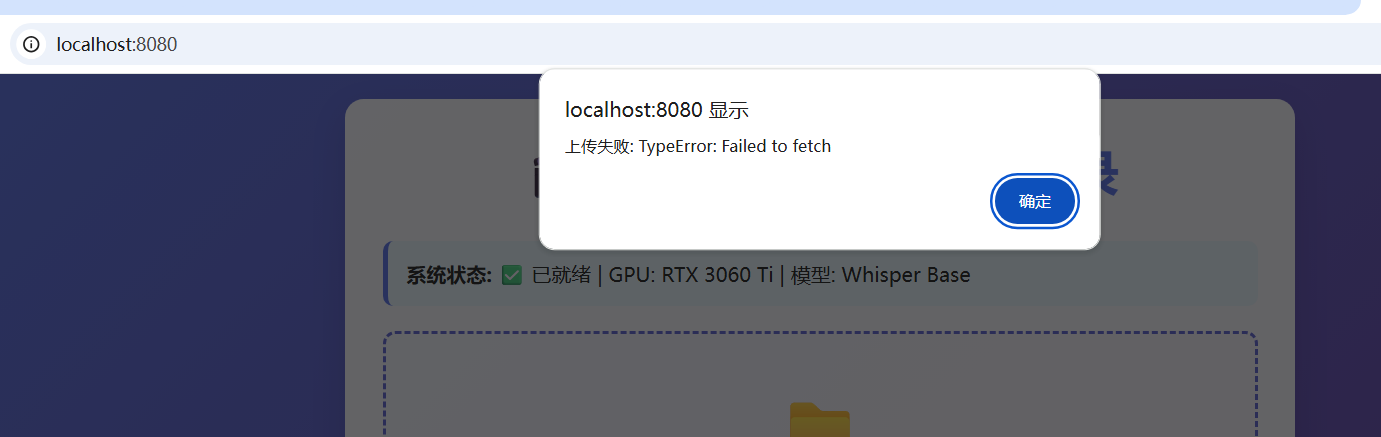 localhost:8080
localhost:8080 显示
上传失败: TypeError: Failed to fetch
确定
录
系统状态: ✅ 已就绪 | GPU: RTX 3060 Ti | 模型: Whisper Base